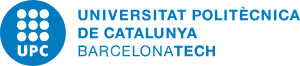 UPC
UNIVERSITAT POLITÈCNICA
DE CATALUNYA
BARCELONATECH